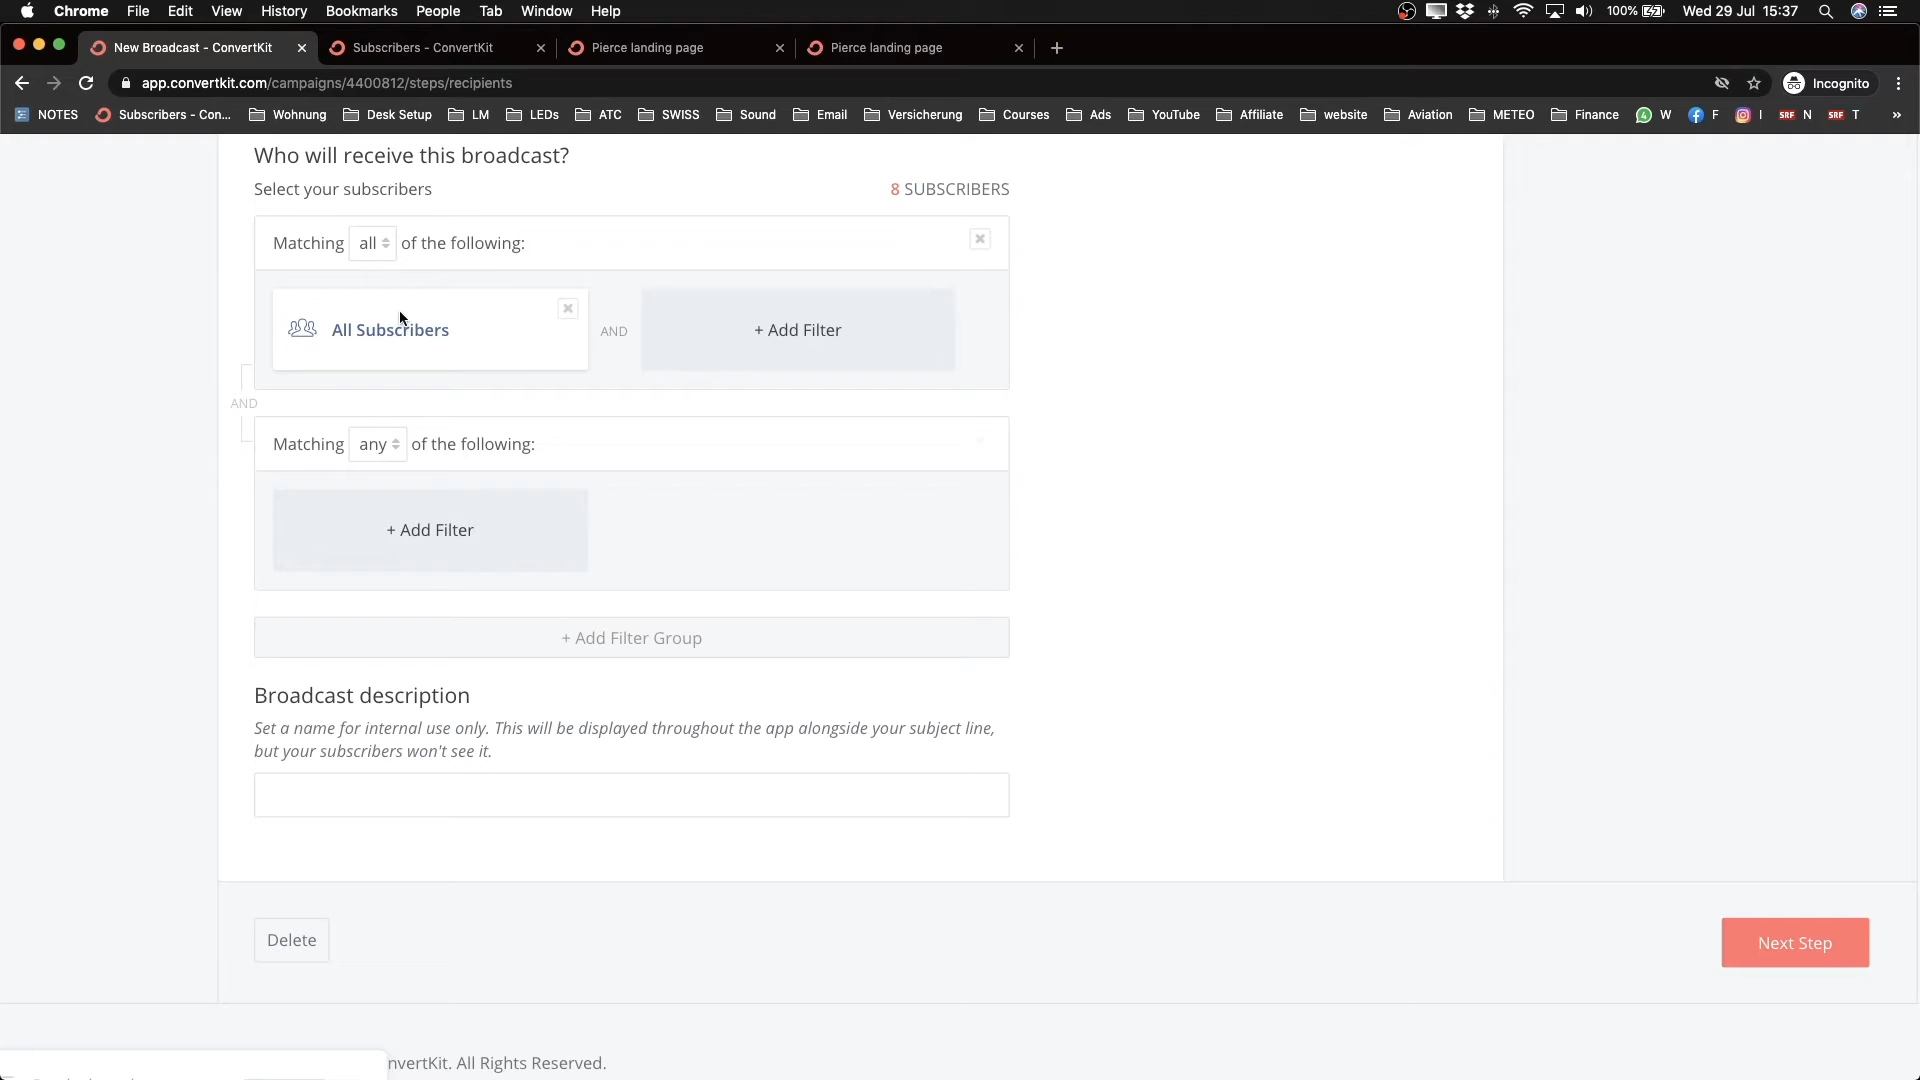 Chrome File Edit View History Bookmarks People Tab Window Help 100% Wed 29 Jul 15:37
New Broadcast - ConvertKit Subscribers - ConvertKit Pierce landing page Pierce landing page
app.convertkit.com/campaigns/4400812/steps/recipients Incognito
NOTES Subscribers - Con... Wohnung Desk Setup LM LEDs ATC SWISS Sound Email Versicherung Courses Ads YouTube Affiliate website Aviation METEO Finance 4 W F I SRF N SRF T »
Who will receive this broadcast?
Select your subscribers 8 SUBSCRIBERS
Matching all of the following:
All Subscribers AND + Add Filter
AND
Matching any of the following:
+ Add Filter
+ Add Filter Group
Broadcast description
Set a name for internal use only. This will be displayed throughout the app alongside your subject line,
but your subscribers won't see it.
Delete Next Step
nvertKit. All Rights Reserved.